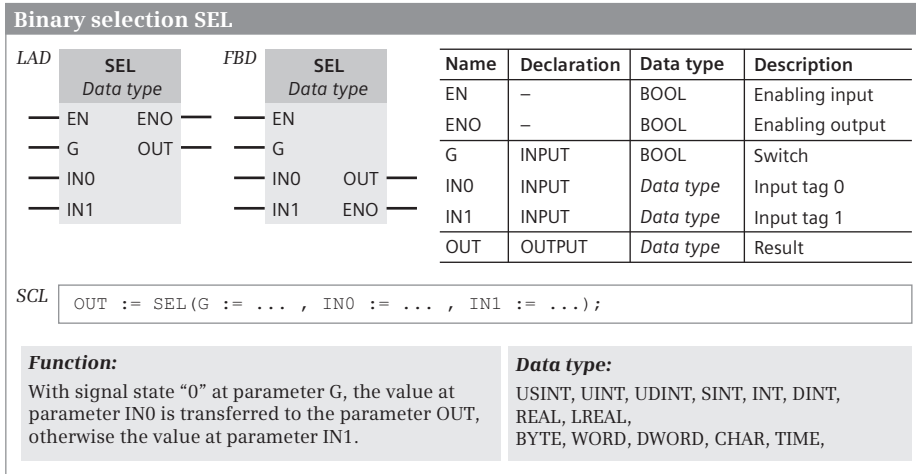 Binary selection SEL
LAD
SEL
Data type
EN ENO
G OUT
IN0
IN1
FBD
SEL
Data type
EN
G
IN0 OUT
IN1 ENO
Name Declaration Data type Description
EN – BOOL Enabling input
ENO – BOOL Enabling output
G INPUT BOOL Switch
IN0 INPUT Data type Input tag 0
IN1 INPUT Data type Input tag 1
OUT OUTPUT Data type Result
SCL
OUT := SEL(G := ... , IN0 := ... , IN1 := ...);
Function:
With signal state “0” at parameter G, the value at
parameter IN0 is transferred to the parameter OUT,
otherwise the value at parameter IN1.
Data type:
USINT, UINT, UDINT, SINT, INT, DINT,
REAL, LREAL,
BYTE, WORD, DWORD, CHAR, TIME,